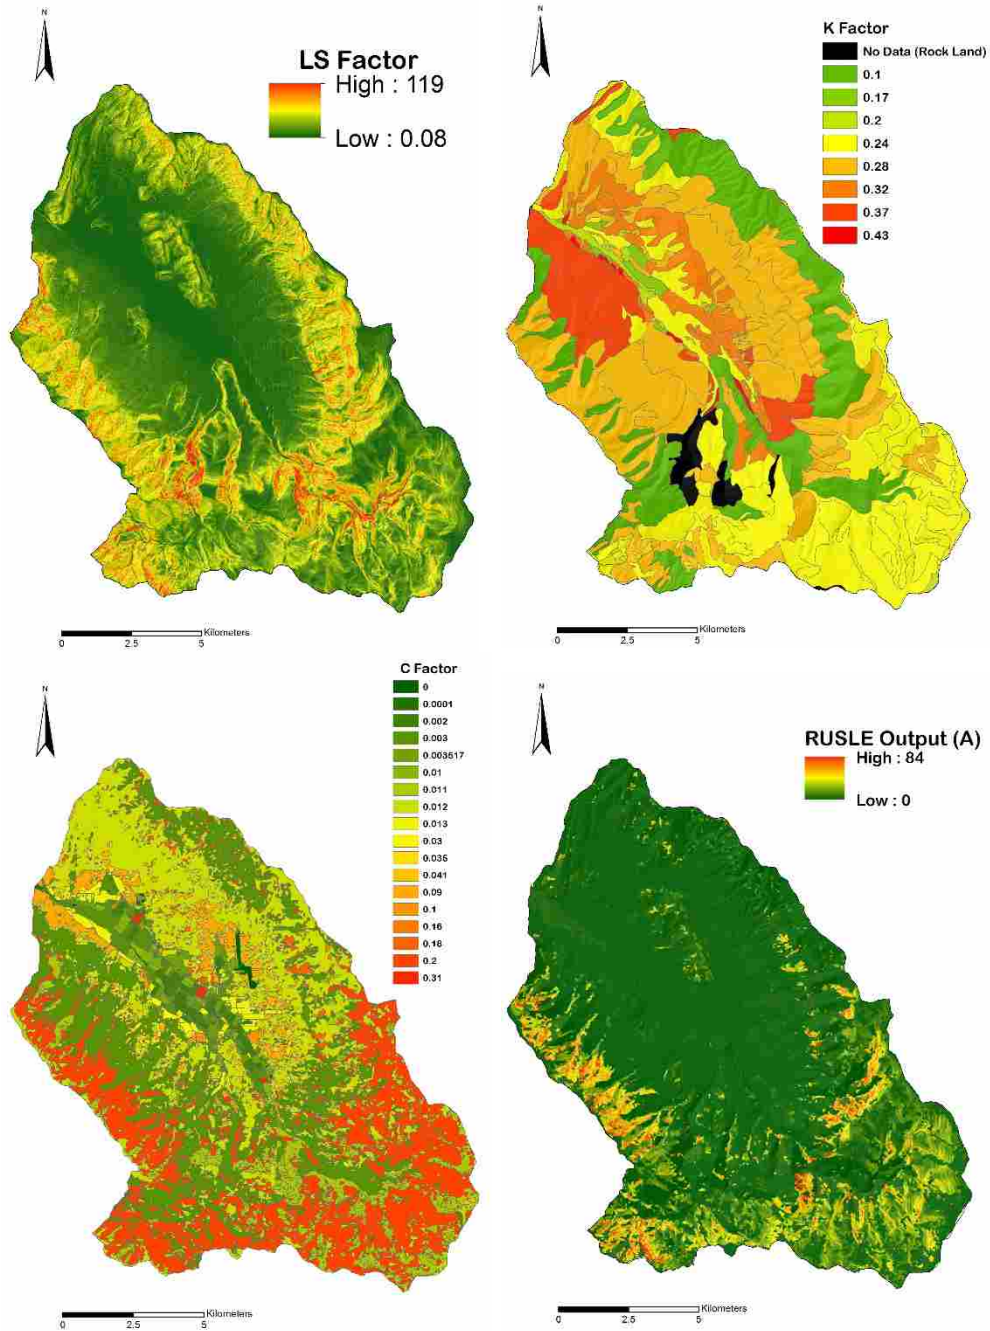 N
LS Factor
High : 119
Low : 0.08
0
2.5
5
Kilometers
N
K Factor
No Data (Rock Land)
0.1
0.17
0.2
0.24
0.28
0.32
0.37
0.43
0
2.5
5
Kilometers
N
C Factor
0
0.0001
0.002
0.003
0.003517
0.01
0.011
0.012
0.013
0.03
0.035
0.041
0.09
0.1
0.16
0.18
0.2
0.31
0
2.5
5
Kilometers
N
RUSLE Output (A)
High : 84
Low : 0
0
2.5
5
Kilometers